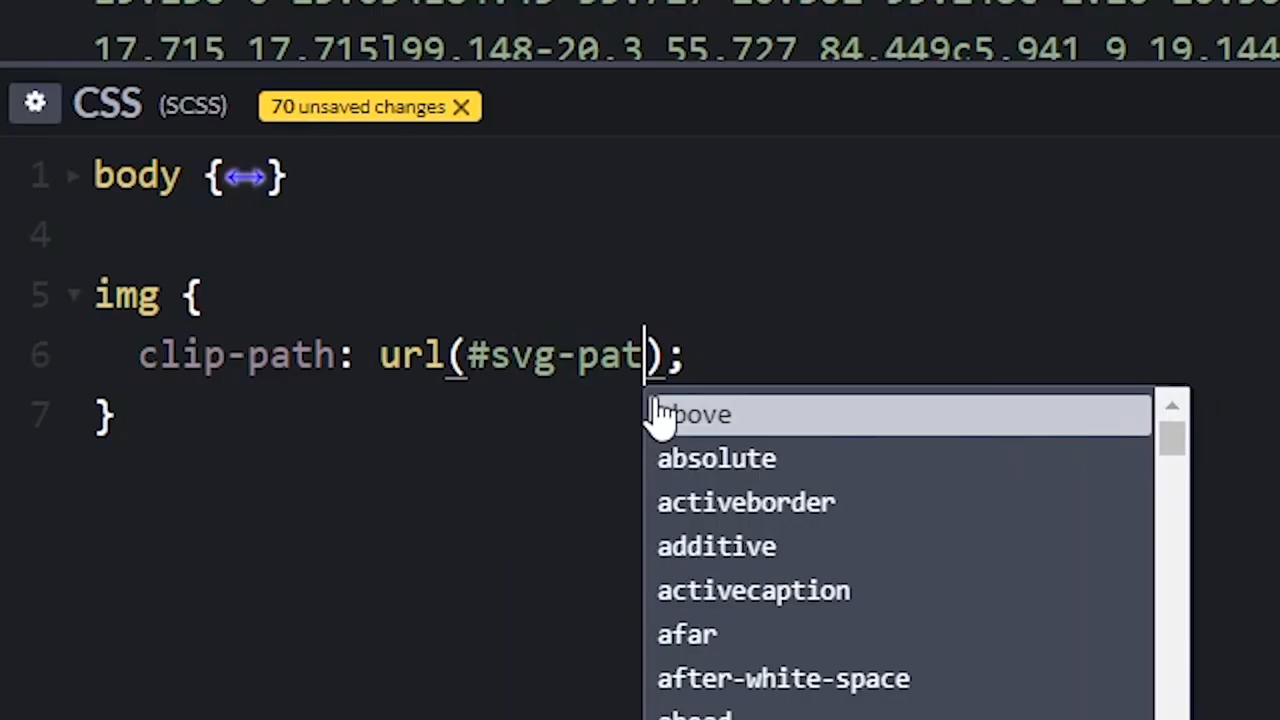 17.715 17.715l99.148-20.3 55.727 84.449c5.941 9 19.144
CSS (SCSS) 70 unsaved changes
1 body {↔}
4
5 img {
6 clip-path: url(#svg-pat);
7 }
above
absolute
activeborder
additive
activecaption
afar
after-white-space
ahead